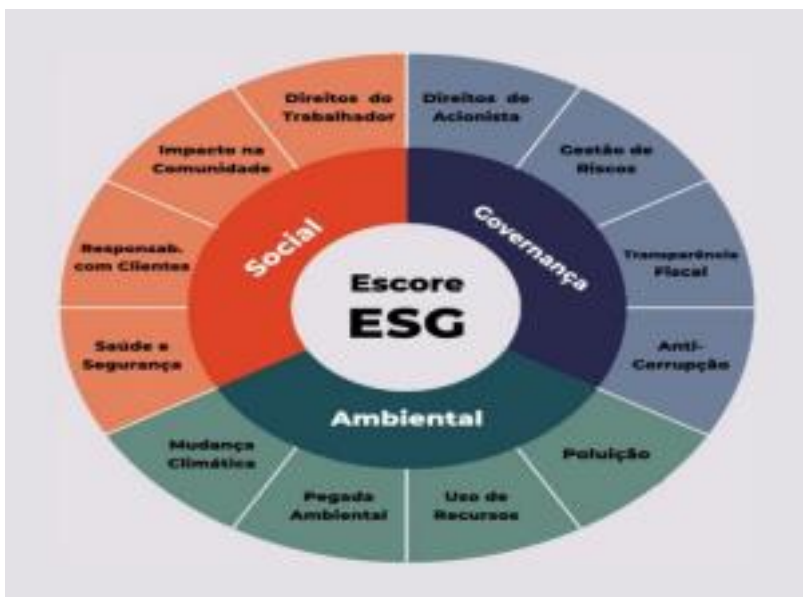 Escore
ESG
Social
Governança
Ambiental
Direitos do
Trabalhador
Direitos do
Acionista
Gestão de
Riscos
Transparência
Fiscal
Anti-
Corrupção
Poluição
Uso de
Recursos
Pegada
Ambiental
Mudança
Climática
Saúde e
Segurança
Responsab.
com Clientes
Impacto na
Comunidade